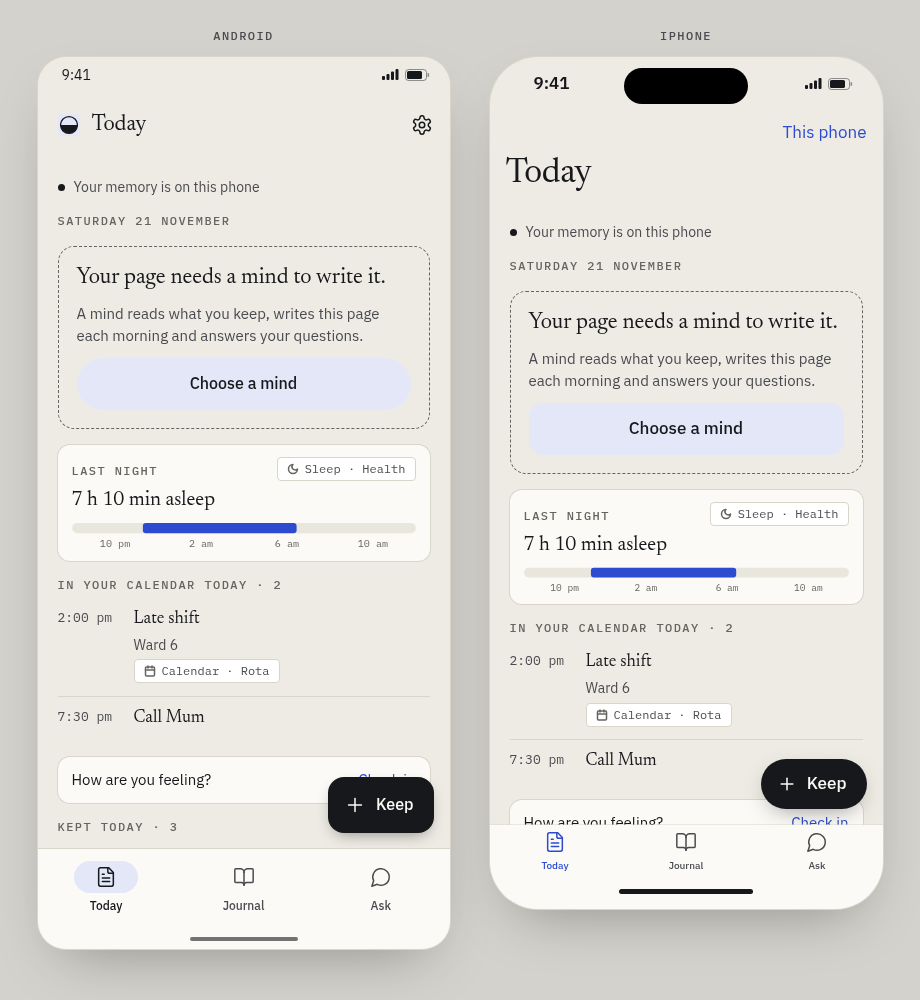 ANDROID
9:41
Today
Your memory is on this phone
SATURDAY 21 NOVEMBER
Your page needs a mind to write it.
A mind reads what you keep, writes this page
each morning and answers your questions.
Choose a mind
LAST NIGHT
Sleep · Health
7 h 10 min asleep
10 pm 2 am 6 am 10 am
IN YOUR CALENDAR TODAY · 2
2:00 pm Late shift
Ward 6
Calendar · Rota
7:30 pm Call Mum
How are you feeling?
Keep
KEPT TODAY · 3
Today Journal Ask
IPHONE
9:41
This phone
Today
Your memory is on this phone
SATURDAY 21 NOVEMBER
Your page needs a mind to write it.
A mind reads what you keep, writes this page
each morning and answers your questions.
Choose a mind
LAST NIGHT
Sleep · Health
7 h 10 min asleep
10 pm 2 am 6 am 10 am
IN YOUR CALENDAR TODAY · 2
2:00 pm Late shift
Ward 6
Calendar · Rota
7:30 pm Call Mum
Keep
How are you feeling? Check in
Today Journal Ask